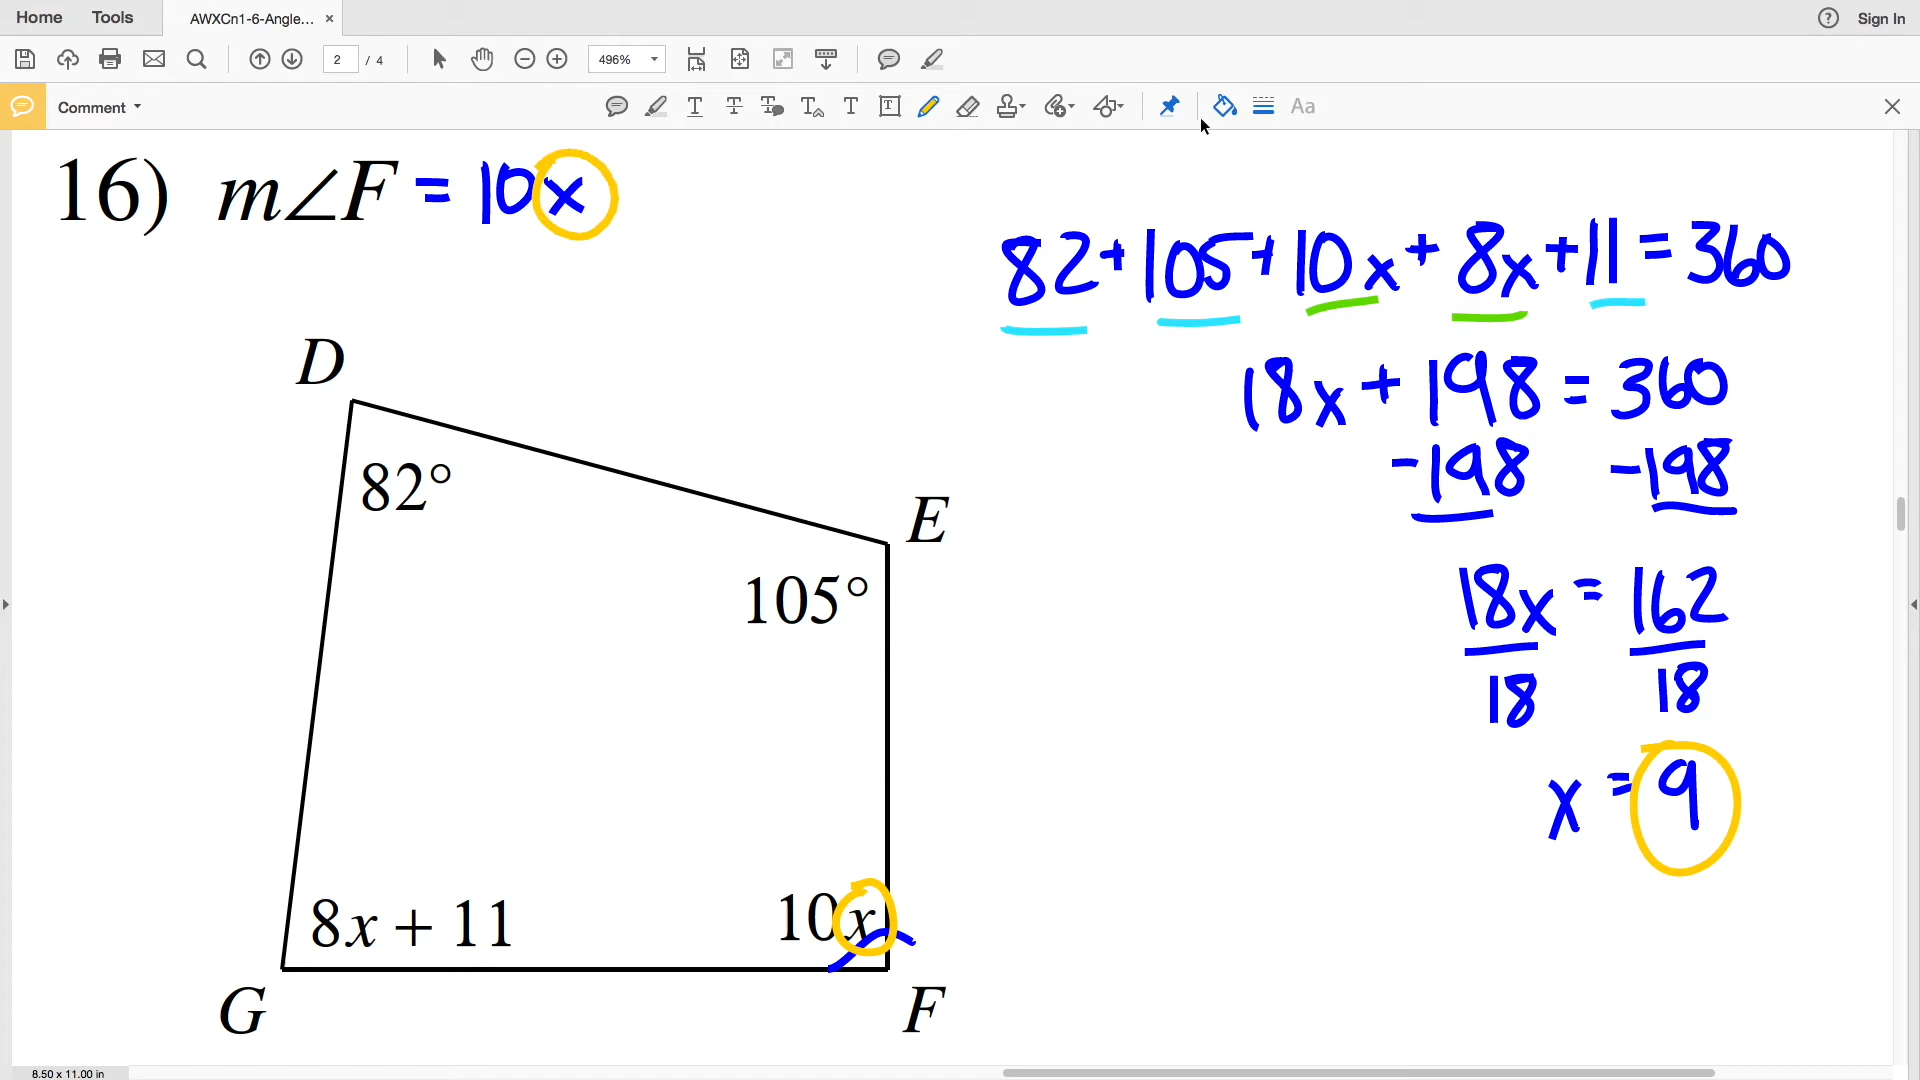 Home Tools AWXCn1-6-Angle... × Sign In
2 / 4 496%
Comment Aa
16) m∠F = 10x
82+105+10x+8x+11=360
18x+198=360
-198 -198
18x=162
18 18
x=9
D
82°
E
105°
8x + 11 10x
G F
8.50 x 11.00 in